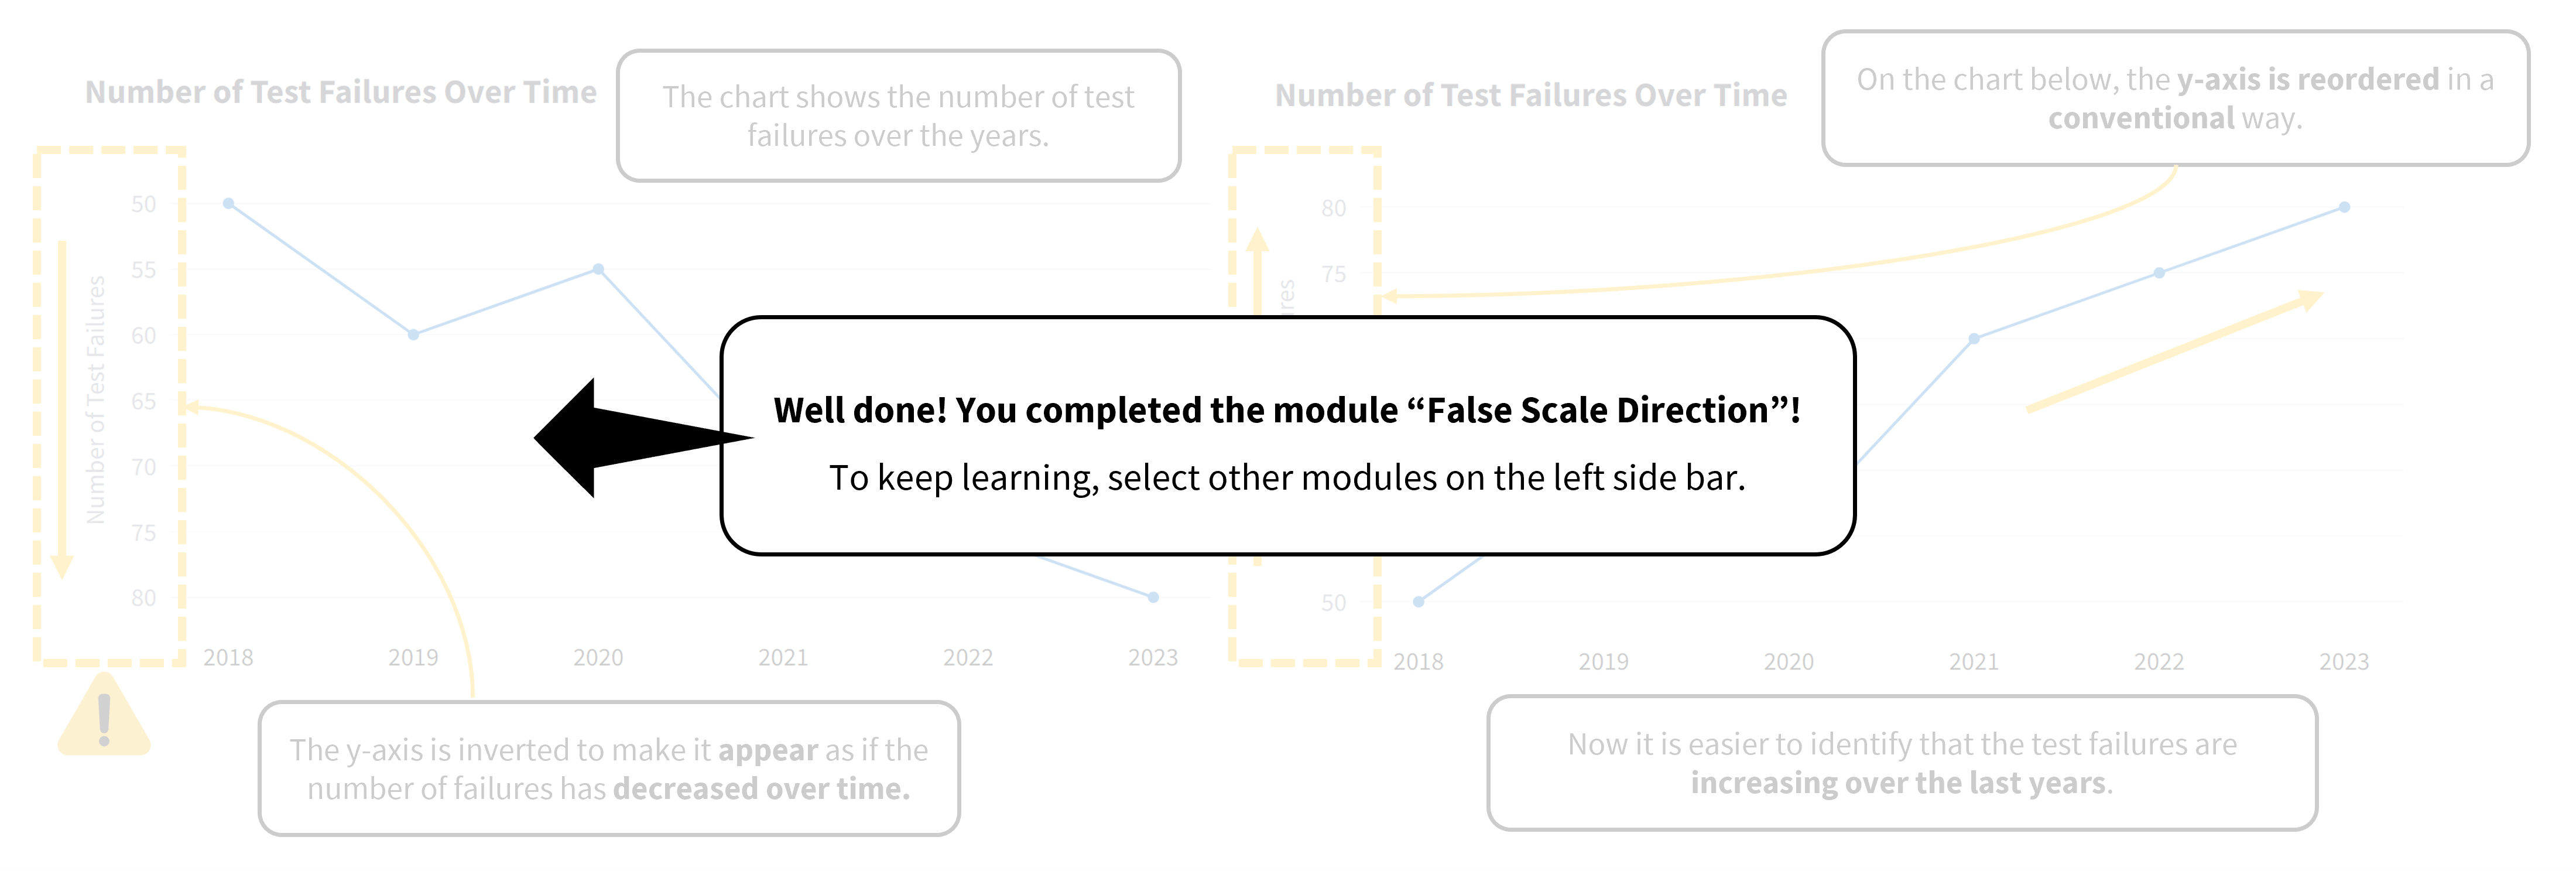 Number of Test Failures Over Time
The chart shows the number of test
failures over the years.
Number of Test Failures
50
55
60
65
70
75
80
2018
2019
2020
2021
2022
2023
The y-axis is inverted to make it appear as if the
number of failures has decreased over time.
Number of Test Failures Over Time
On the chart below, the y-axis is reordered in a
conventional way.
80
75
50
2018
2019
2020
2021
2022
2023
Now it is easier to identify that the test failures are
increasing over the last years.
Well done! You completed the module “False Scale Direction”!
To keep learning, select other modules on the left side bar.